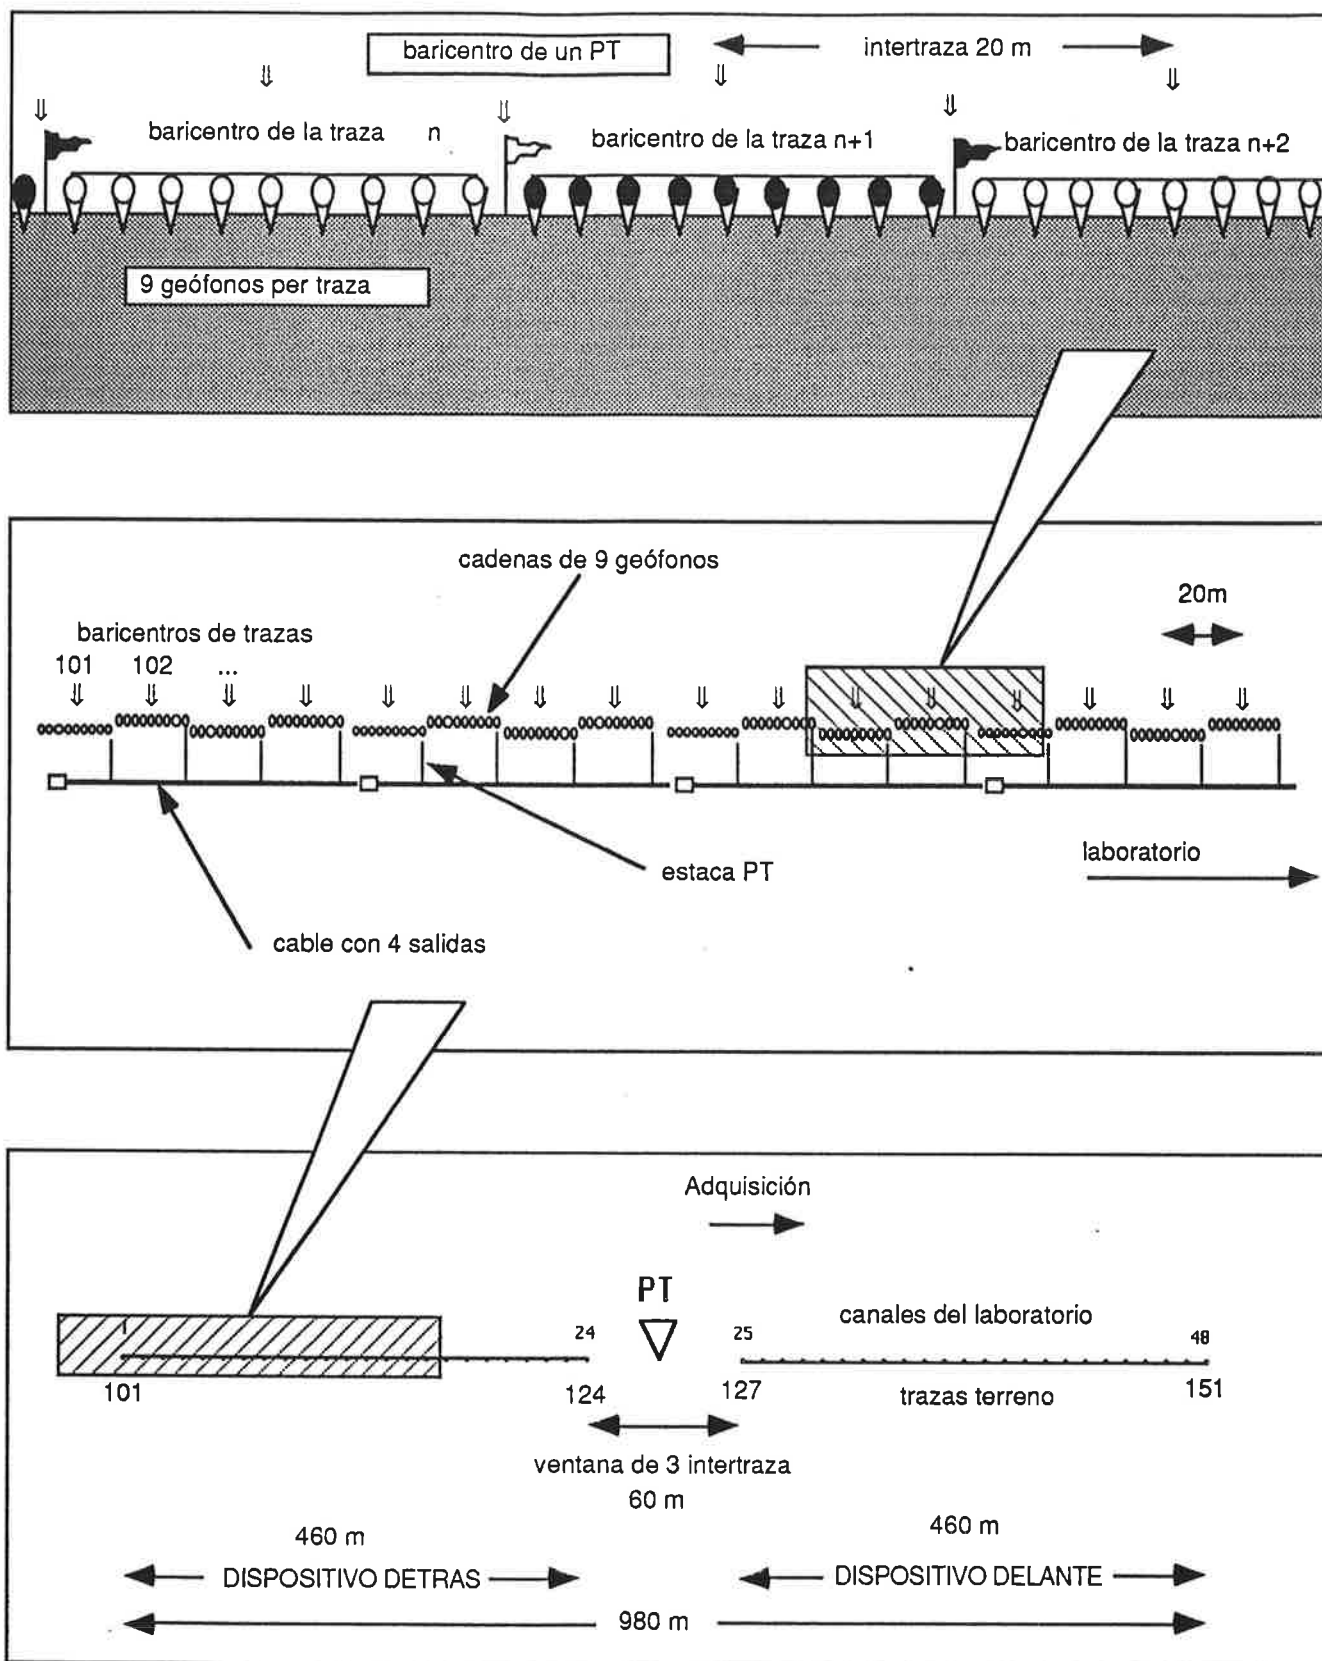 baricentro de un PT
intertraza 20 m
baricentro de la traza n
baricentro de la traza n+1
baricentro de la traza n+2
9 geófonos per traza
cadenas de 9 geófonos
20m
baricentros de trazas
101 102 ...
laboratorio
estaca PT
cable con 4 salidas
Adquisición
PT
canales del laboratorio
1 24 25 48
101 124 127 trazas terreno 151
ventana de 3 intertraza
60 m
460 m 460 m
DISPOSITIVO DETRAS DISPOSITIVO DELANTE
980 m